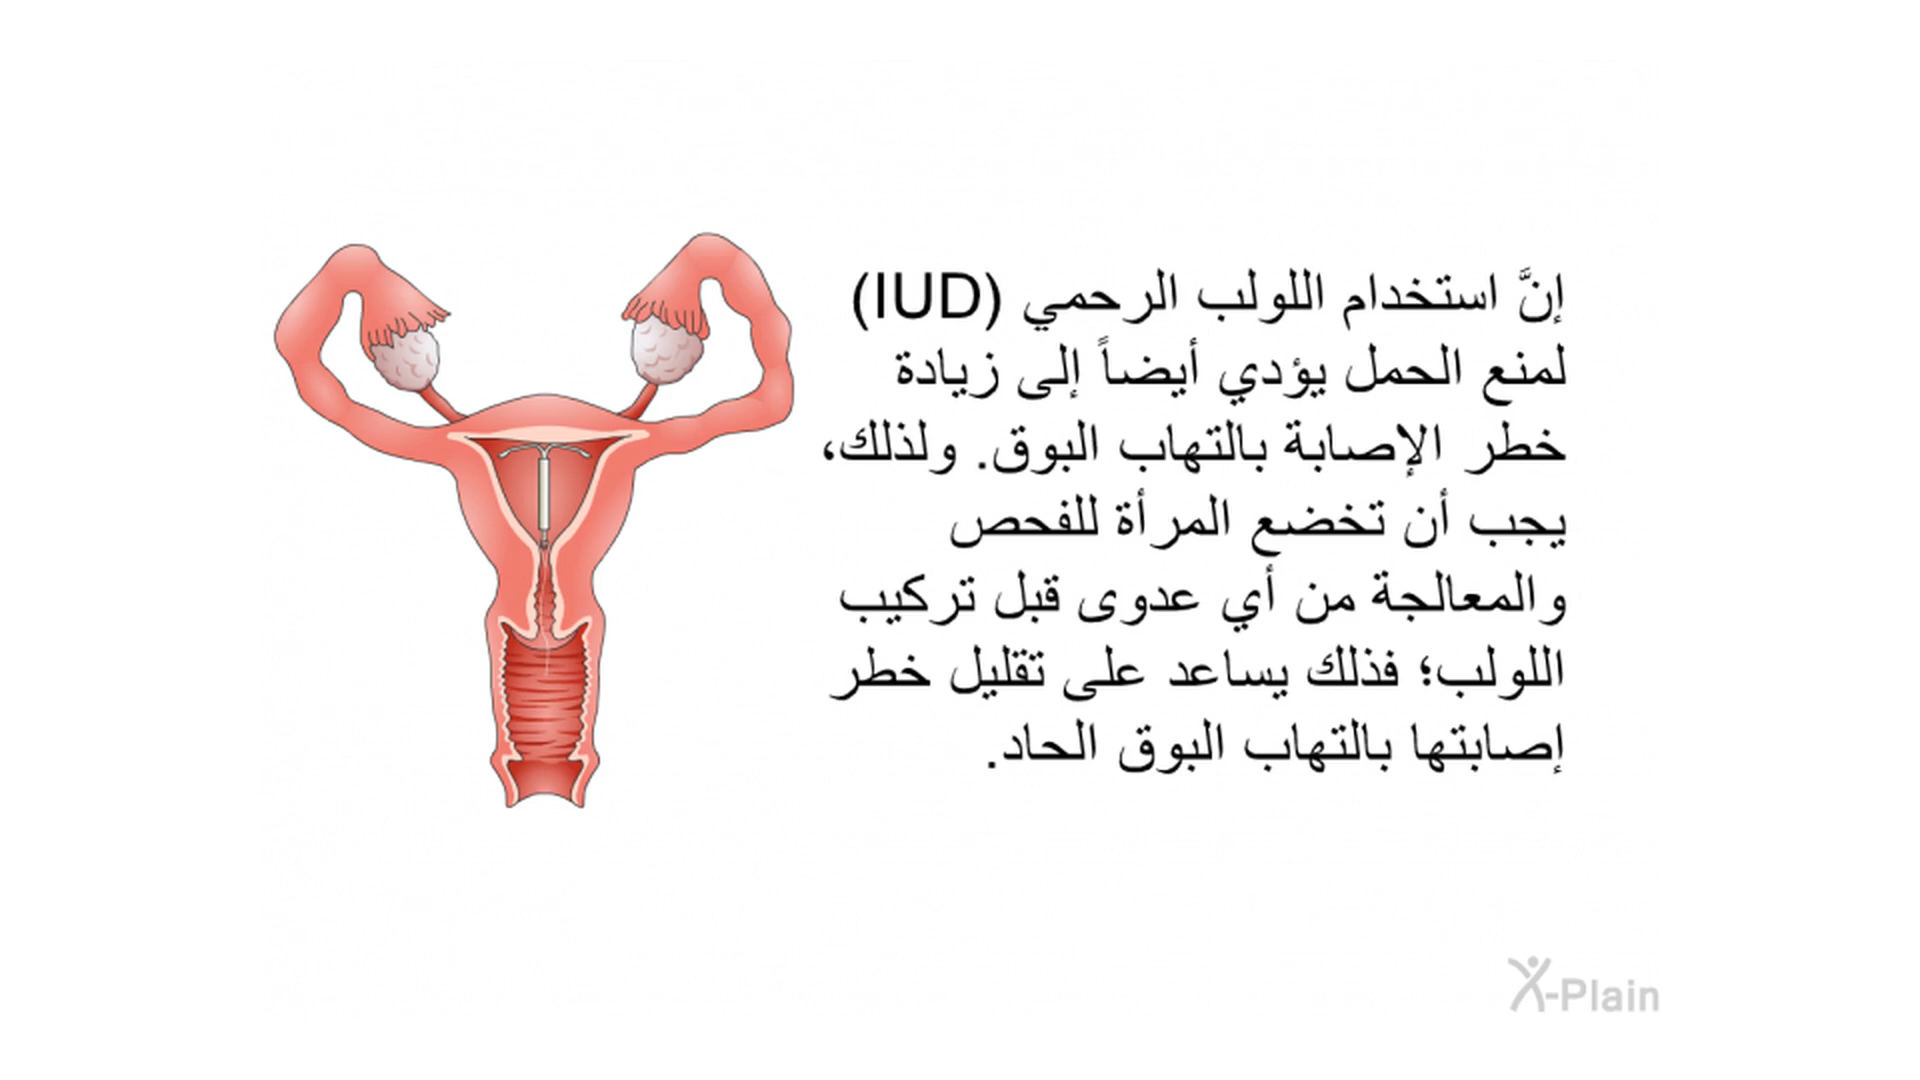 إنَّ استخدام اللولب الرحمي (IUD)
لمنع الحمل يؤدي أيضاً إلى زيادة
خطر الإصابة بالتهاب البوق. ولذلك،
يجب أن تخضع المرأة للفحص
والمعالجة من أي عدوى قبل تركيب
اللولب؛ فذلك يساعد على تقليل خطر
إصابتها بالتهاب البوق الحاد.
X-Plain